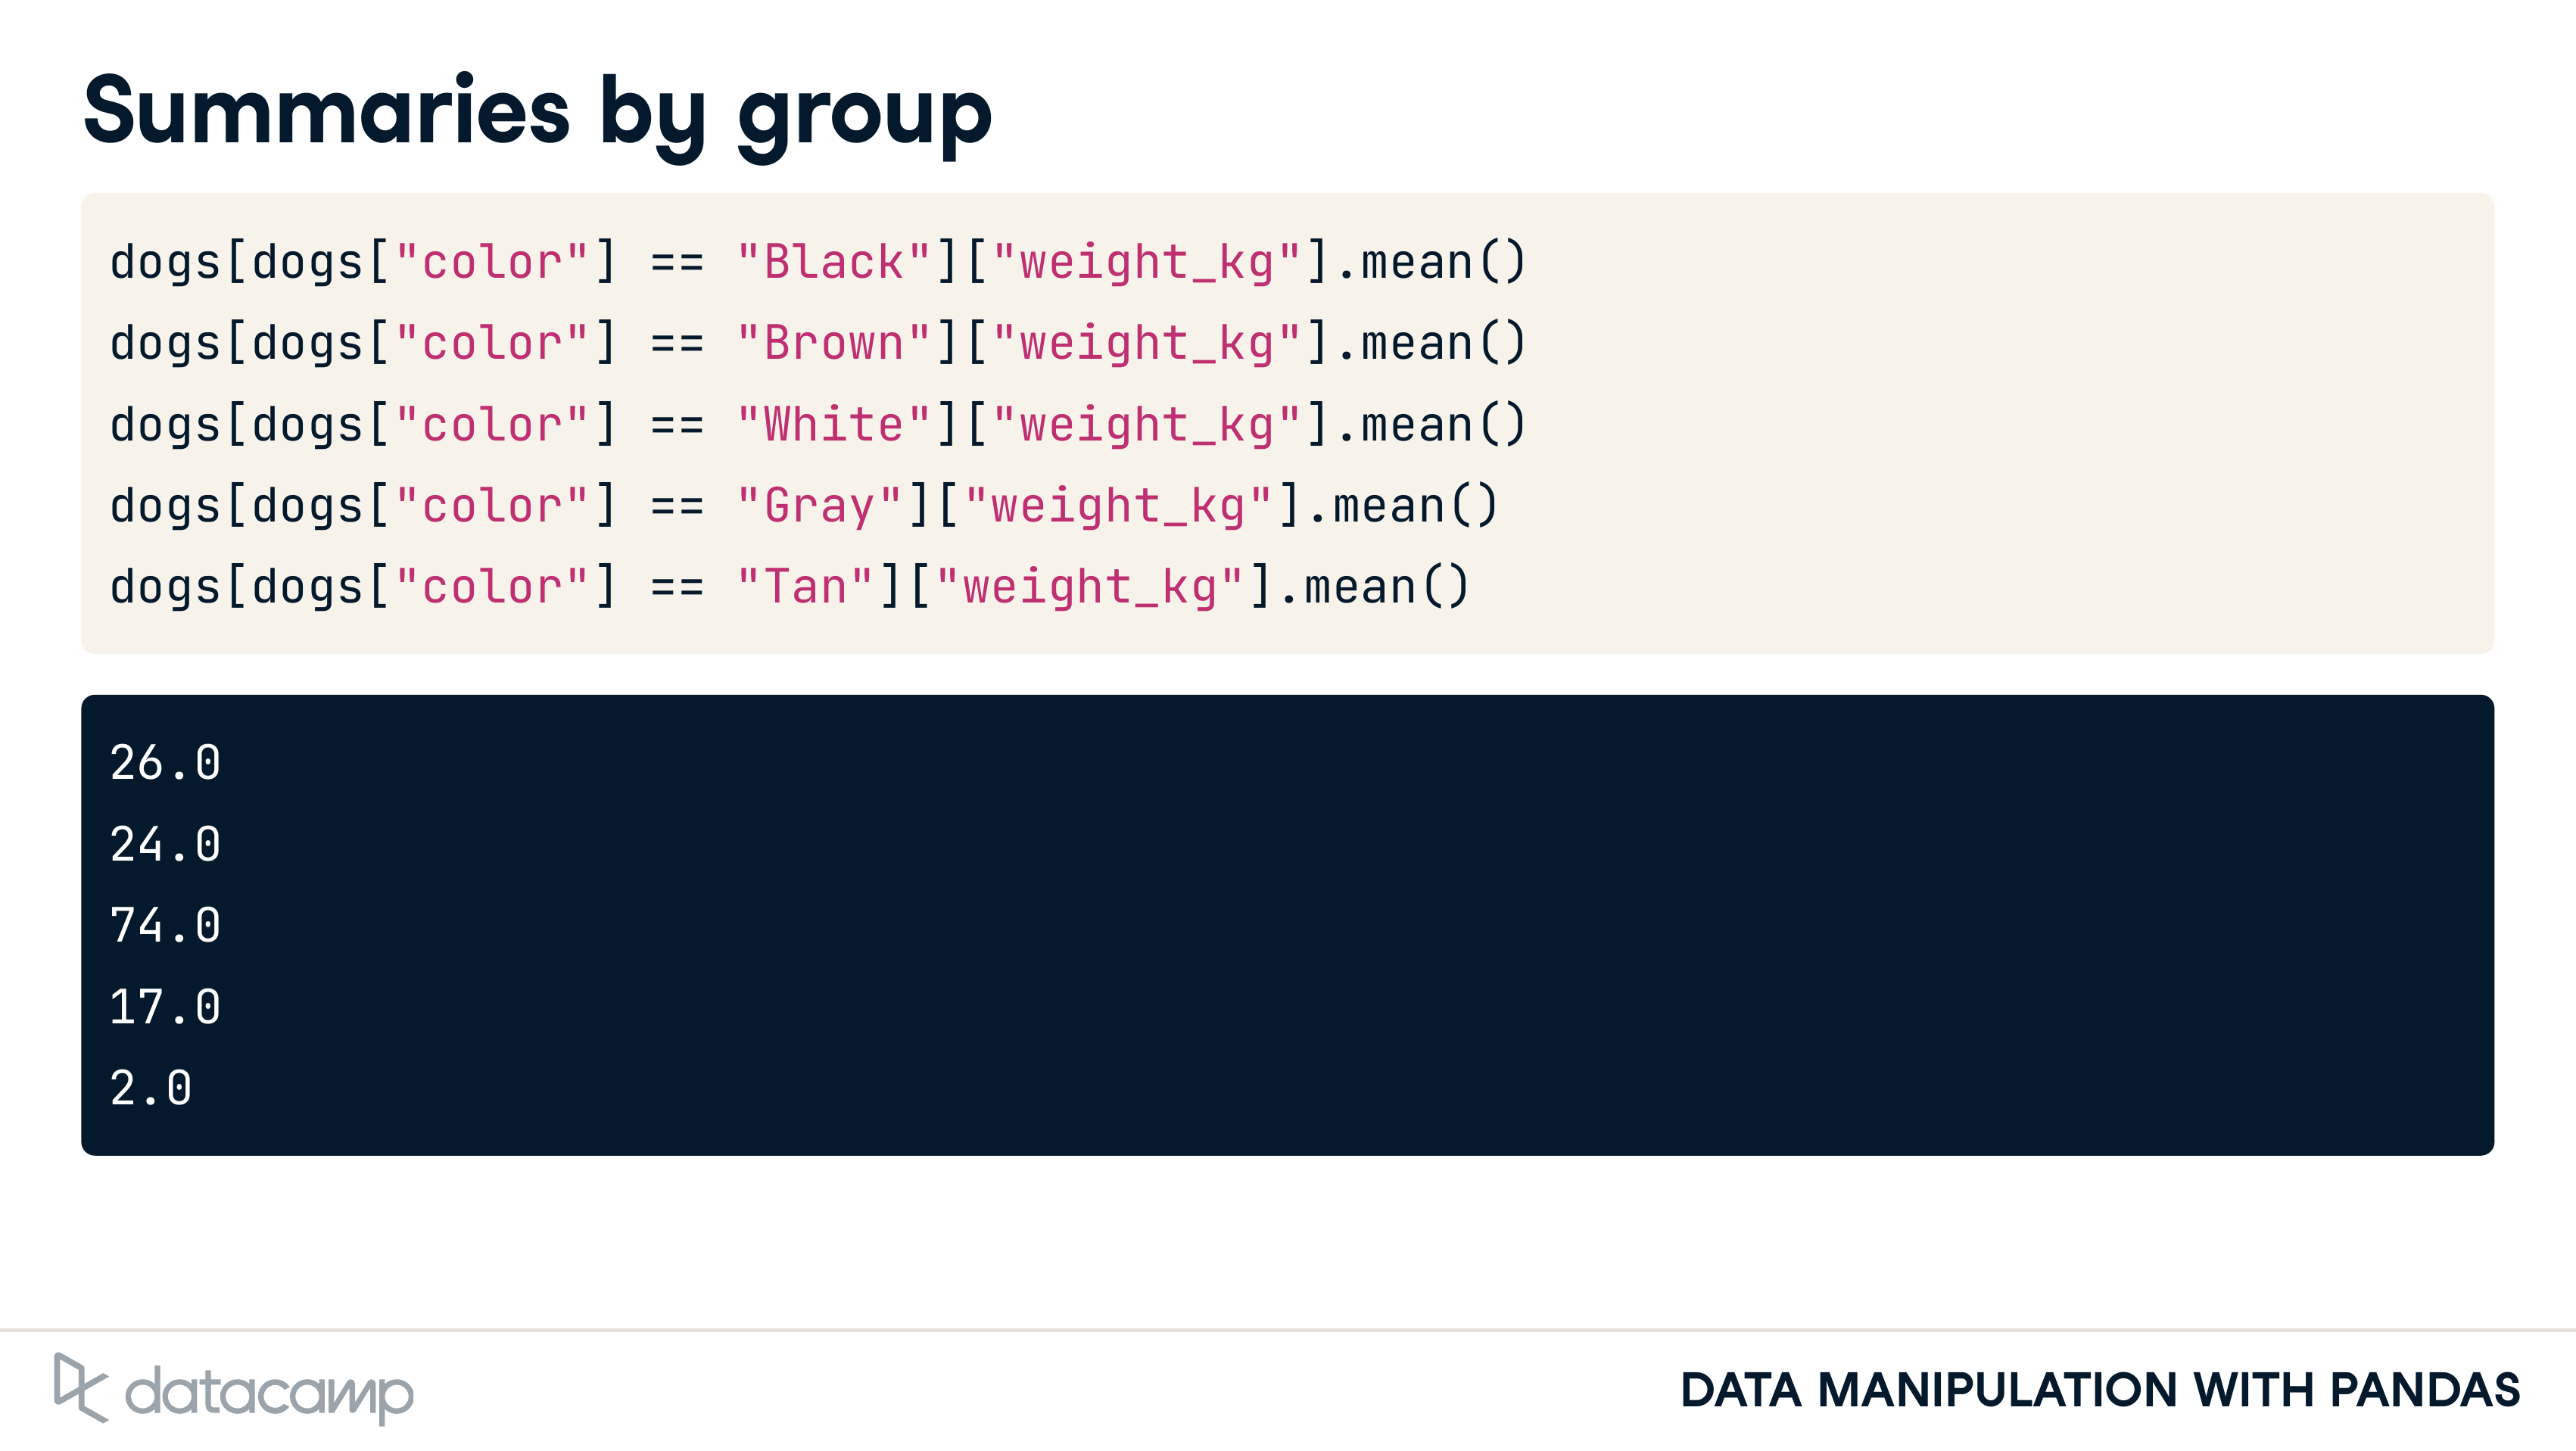 Summaries by group
dogs[dogs["color"] == "Black"]["weight_kg"].mean()
dogs[dogs["color"] == "Brown"]["weight_kg"].mean()
dogs[dogs["color"] == "White"]["weight_kg"].mean()
dogs[dogs["color"] == "Gray"]["weight_kg"].mean()
dogs[dogs["color"] == "Tan"]["weight_kg"].mean()
26.0
24.0
74.0
17.0
2.0
datacamp
DATA MANIPULATION WITH PANDAS